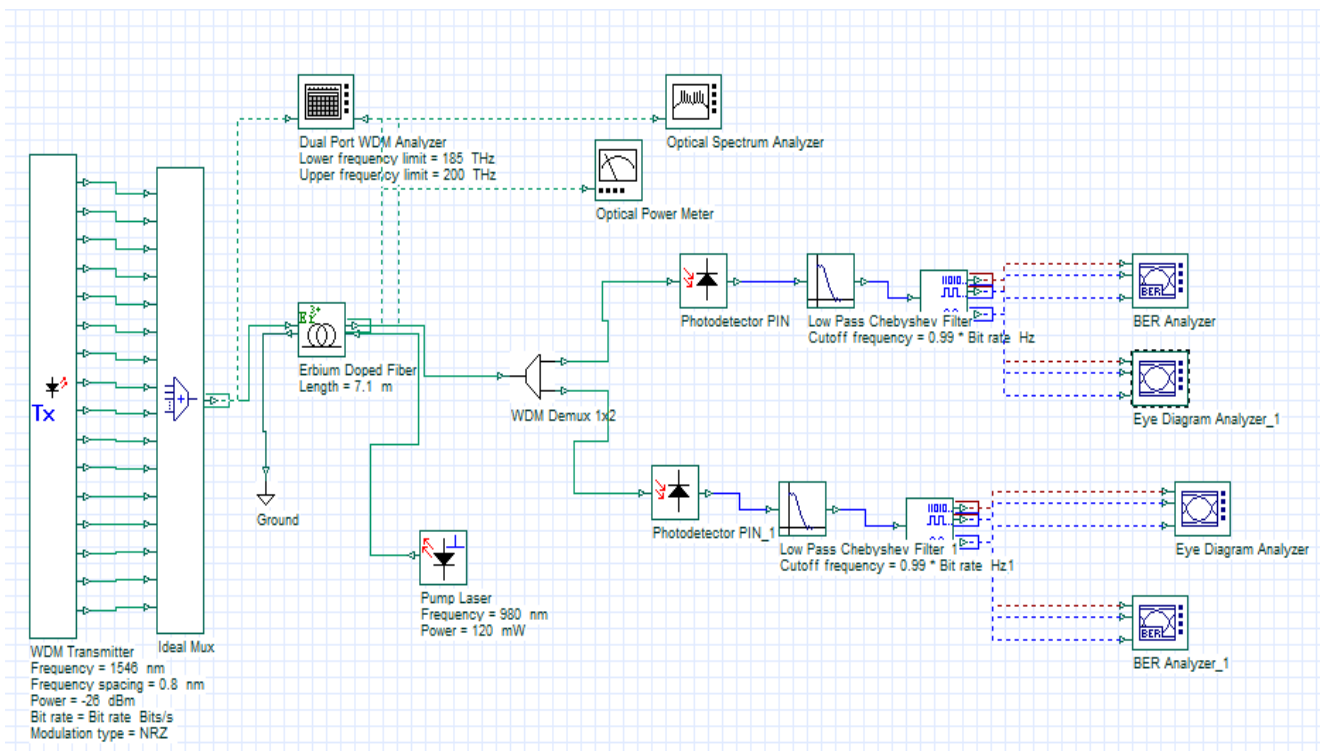 Dual Port WDM Analyzer
Lower frequency limit = 185 THz
Upper frequency limit = 200 THz
Optical Spectrum Analyzer
Optical Power Meter
Photodetector PIN
Low Pass Chebyshev Filter
Cutoff frequency = 0.99 * Bit rate Hz
BER
BER Analyzer
Er3+
Erbium Doped Fiber
Length = 7.1 m
Tx
WDM Demux 1x2
Eye Diagram Analyzer_1
Ground
Photodetector PIN_1
Low Pass Chebyshev Filter_1
Cutoff frequency = 0.99 * Bit rate Hz1
Eye Diagram Analyzer
Pump Laser
Frequency = 980 nm
Power = 120 mW
BER
BER Analyzer_1
Ideal Mux
WDM Transmitter
Frequency = 1546 nm
Frequency spacing = 0.8 nm
Power = -26 dBm
Bit rate = Bit rate Bits/s
Modulation type = NRZ